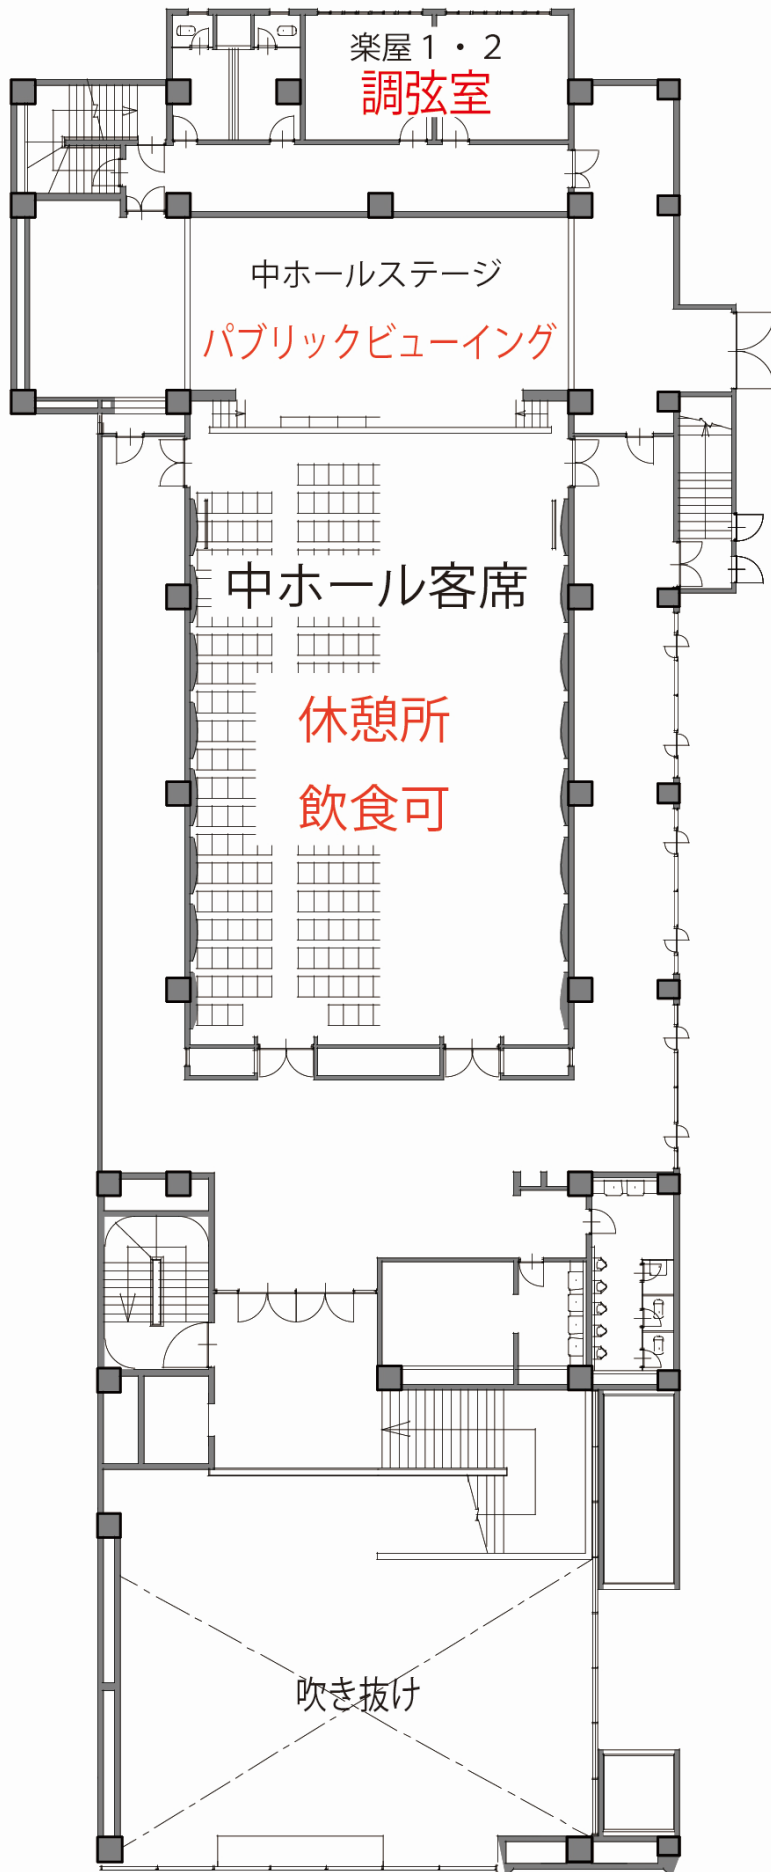 楽屋１・２
調弦室
中ホールステージ
パブリックビューイング
中ホール客席
休憩所
飲食可
吹き抜け